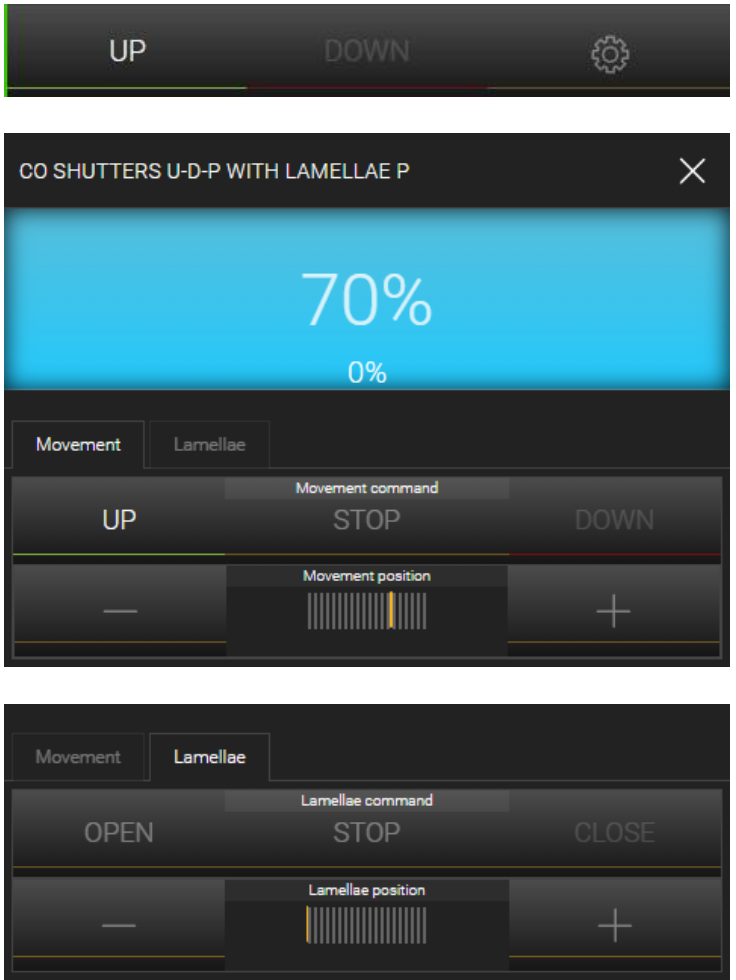 UP DOWN
CO SHUTTERS U-D-P WITH LAMELLAE P
70%
0%
Movement Lamellae
Movement command
UP STOP DOWN
Movement position
Movement Lamellae
Lamellae command
OPEN STOP CLOSE
Lamellae position